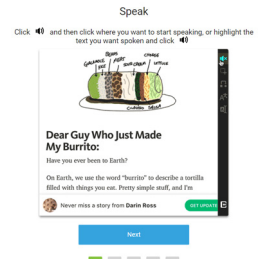 Speak
Click and then click where you want to start speaking, or highlight the
text you want spoken and click
BEANS
CHEESE
GUACAMOLE
RICE
MEAT
SOUR CREAM
LETTUCE
Dear Guy Who Just Made
My Burrito:
Have you ever been to Earth?
On Earth, we use the word "burrito" to describe a tortilla
filled with things you eat. Pretty simple stuff, and I'm
Never miss a story from Darin Ross
GET UPDATE
Next